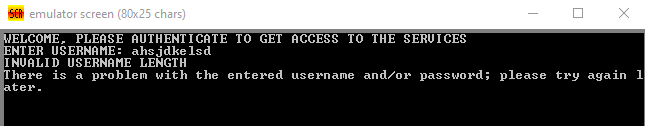 SCR emulator screen (80x25 chars)
WELCOME, PLEASE AUTHENTICATE TO GET ACCESS TO THE SERVICES
ENTER USERNAME: ahsjdkelsd
INVALID USERNAME LENGTH
There is a problem with the entered username and/or password; please try again l
ater.